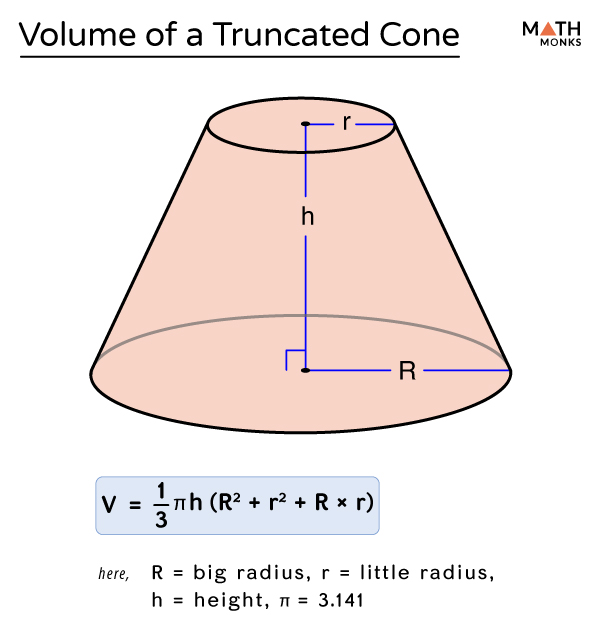 Volume of a Truncated Cone
MATH
MONKS
r
h
R
V = 1/3 πh (R² + r² + R × r)
here, R = big radius, r = little radius,
h = height, π = 3.141